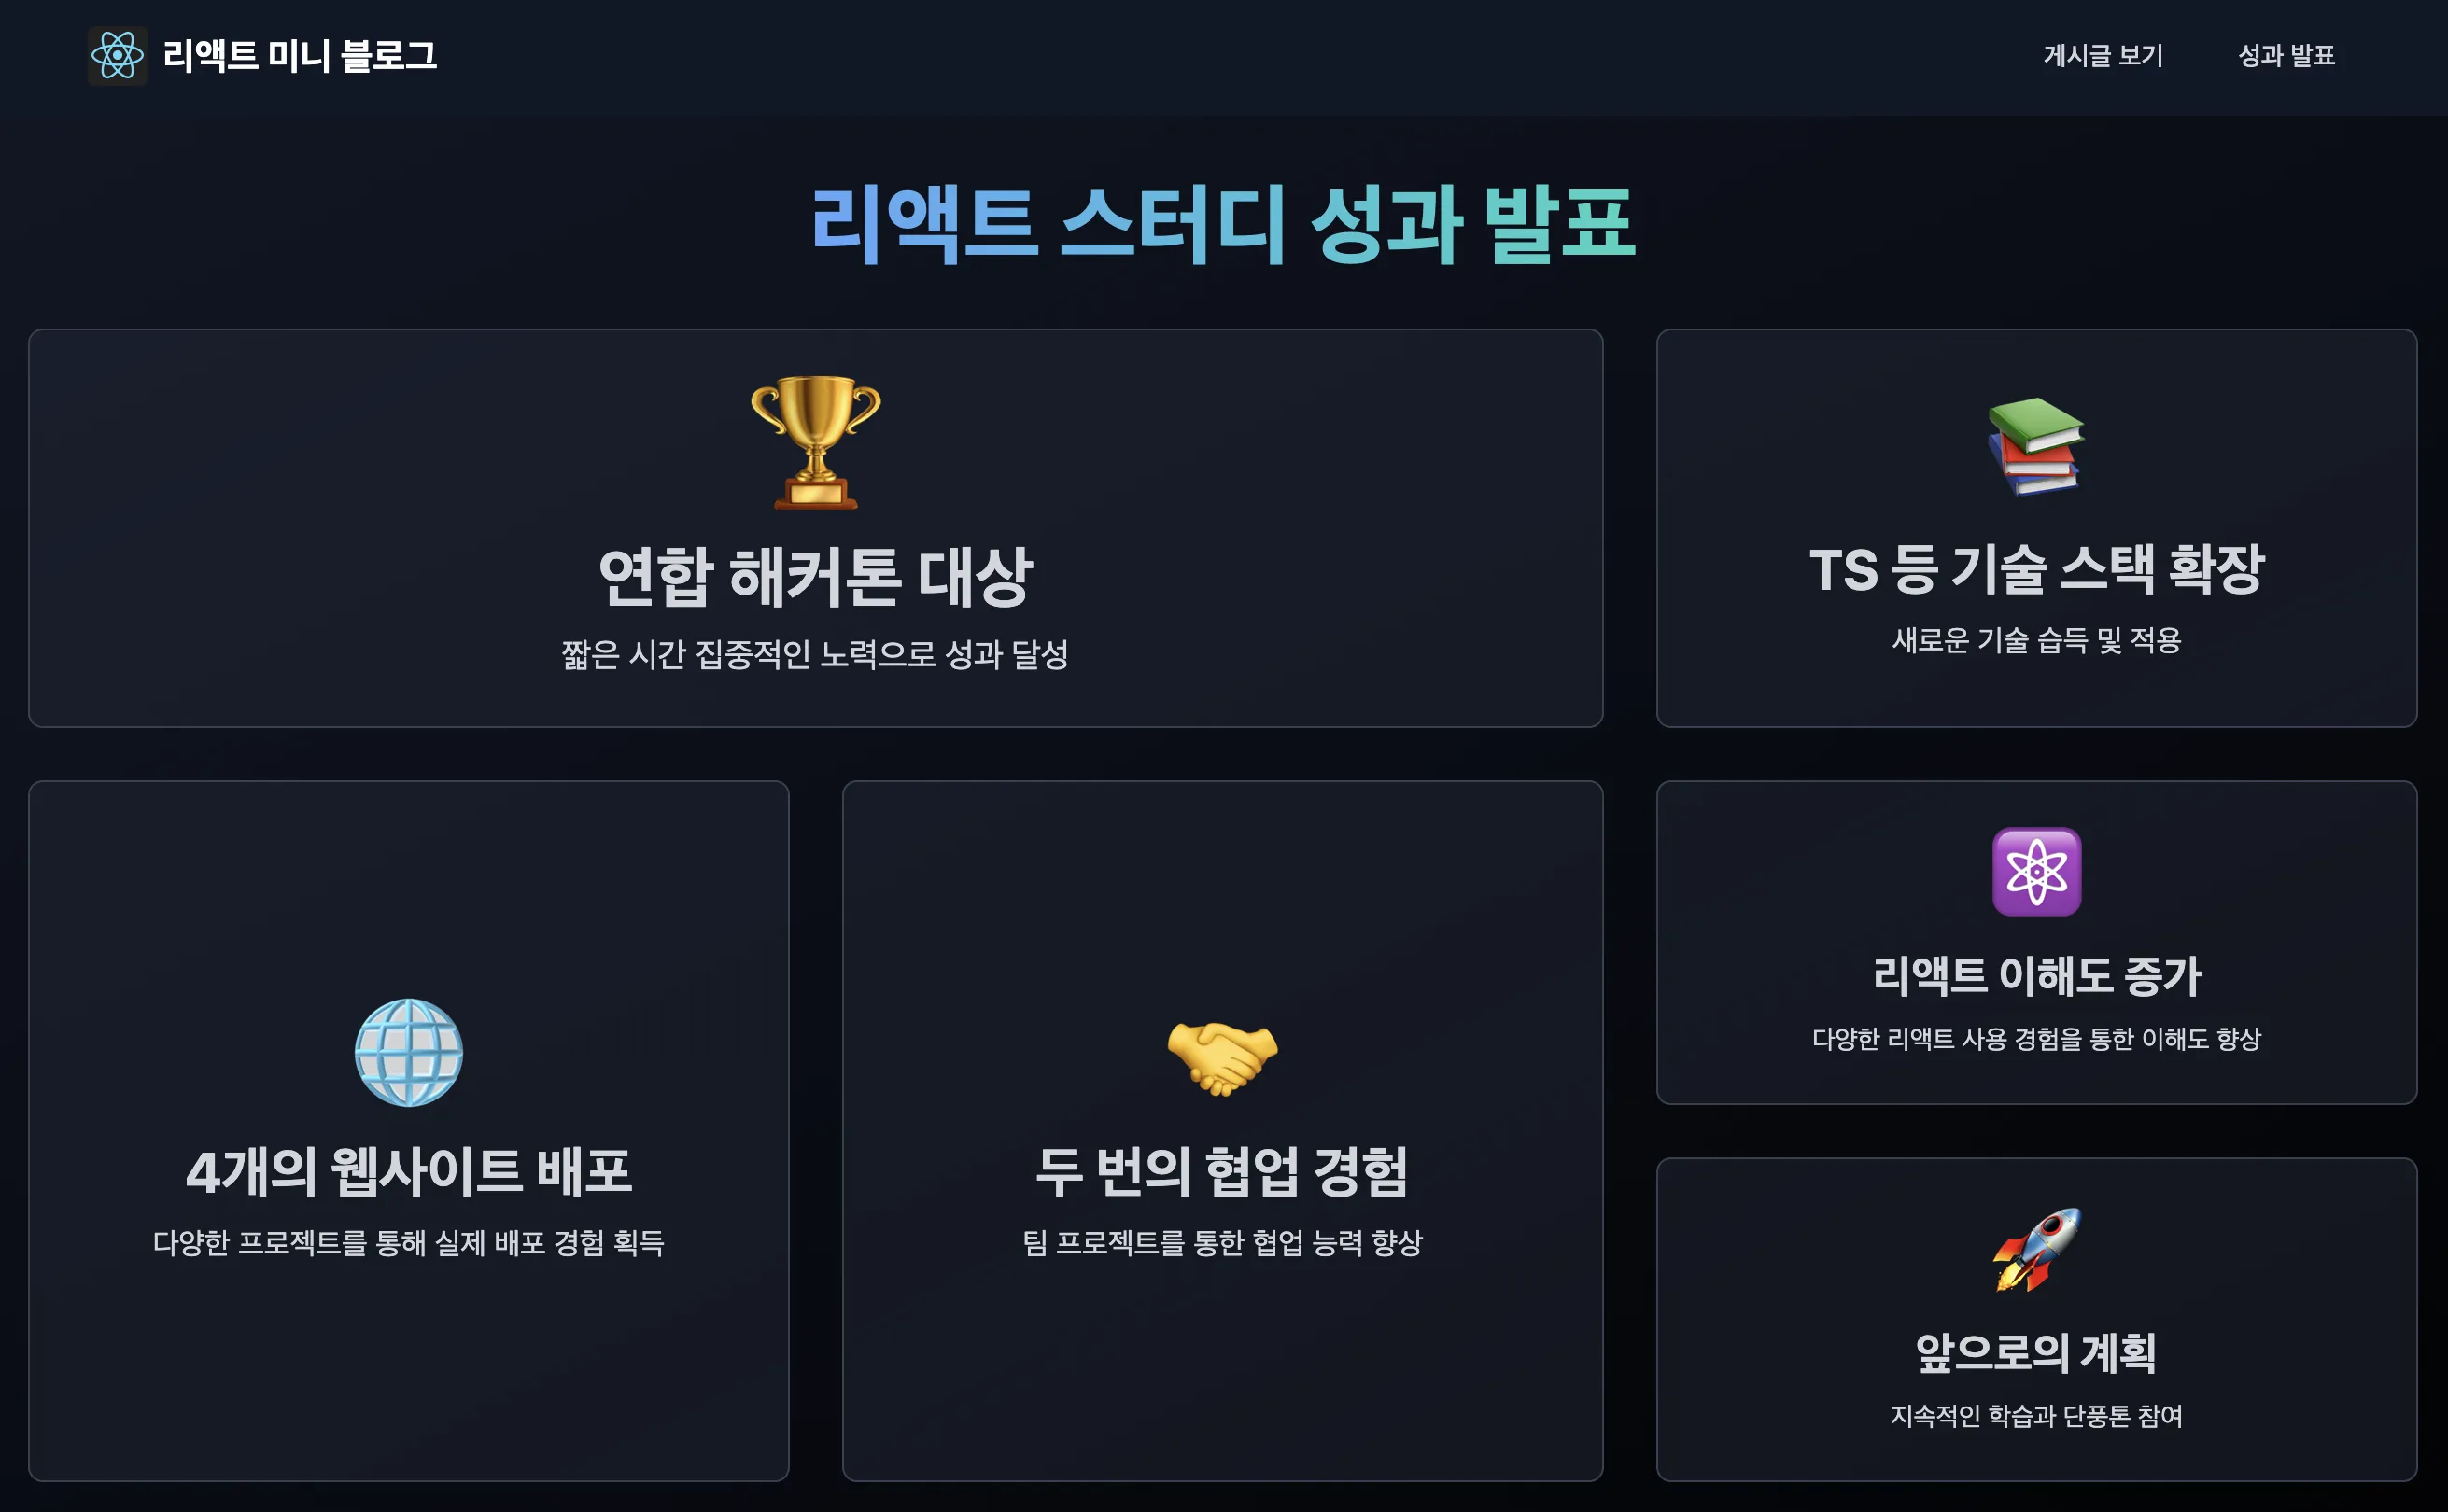 리액트 미니 블로그
게시글 보기
성과 발표
리액트 스터디 성과 발표
연합 해커톤 대상
짧은 시간 집중적인 노력으로 성과 달성
TS 등 기술 스택 확장
새로운 기술 습득 및 적용
4개의 웹사이트 배포
다양한 프로젝트를 통해 실제 배포 경험 획득
두 번의 협업 경험
팀 프로젝트를 통한 협업 능력 향상
리액트 이해도 증가
다양한 리액트 사용 경험을 통한 이해도 향상
앞으로의 계획
지속적인 학습과 단풍톤 참여